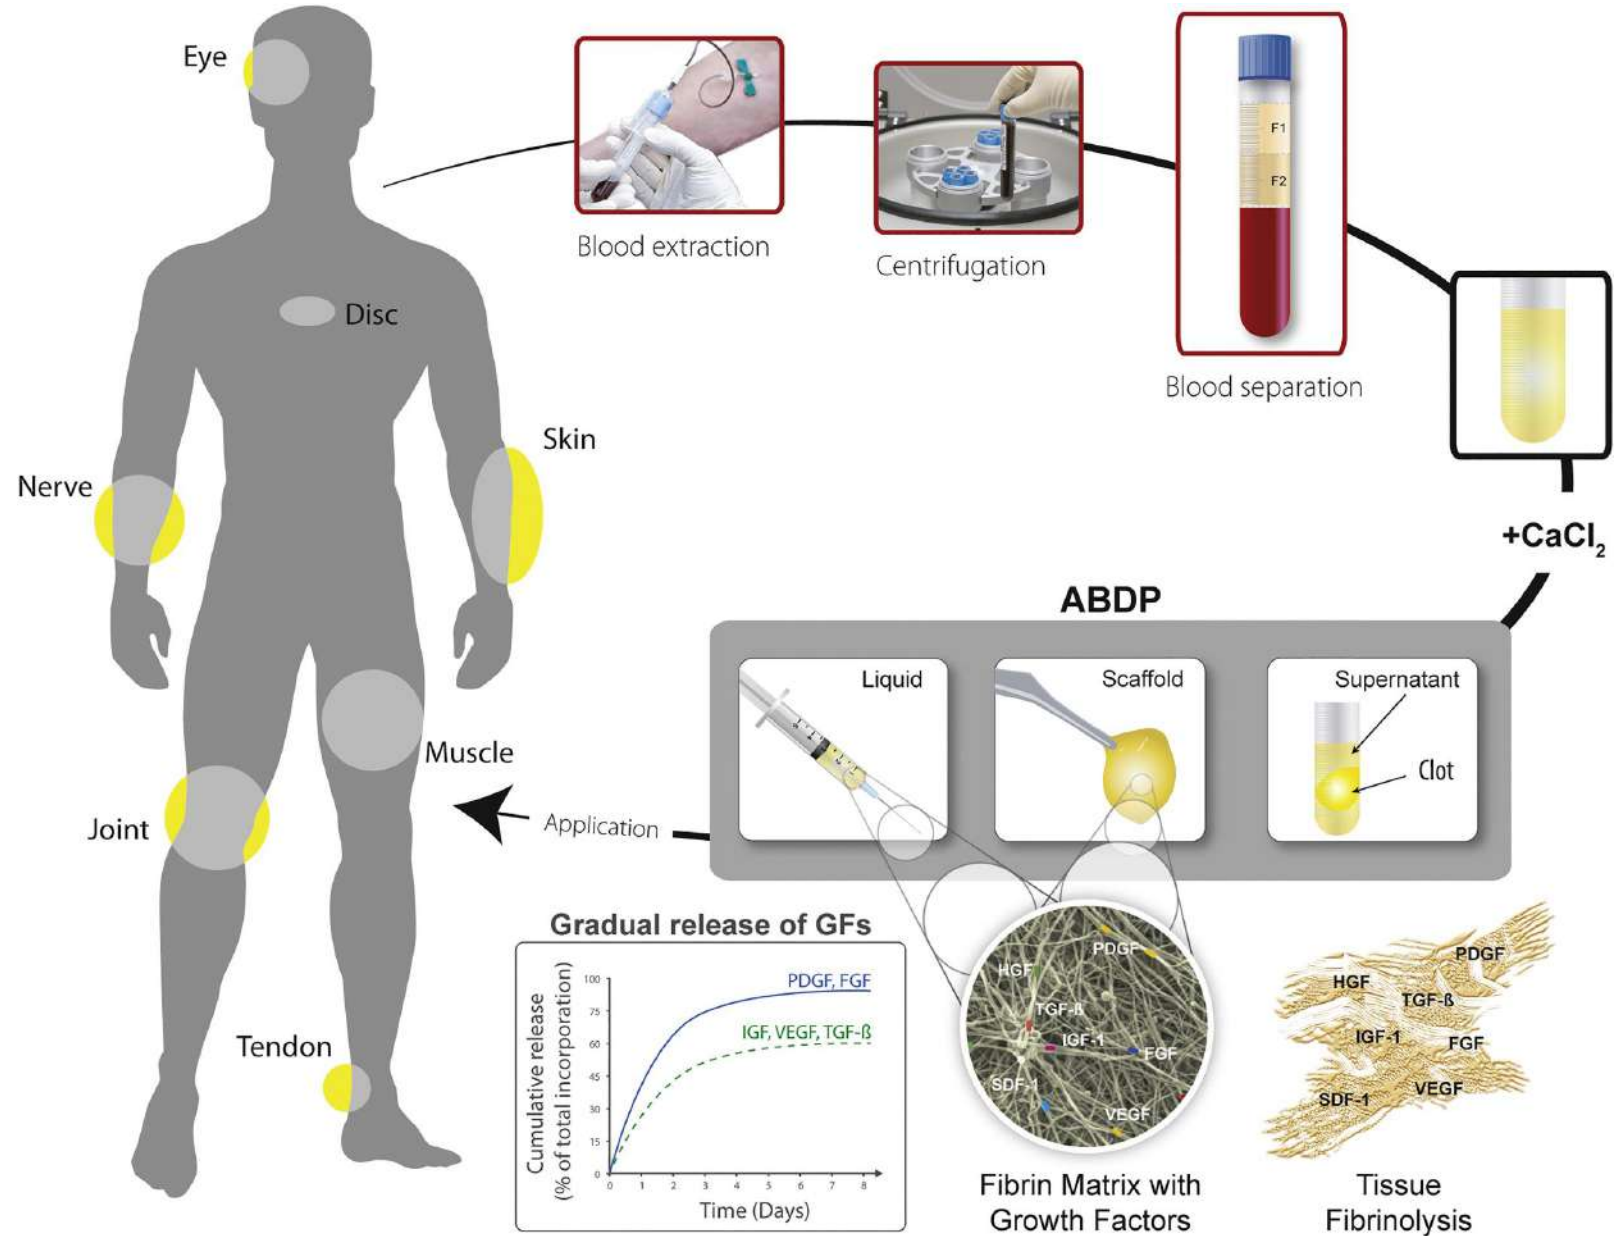 Eye
Blood extraction
Centrifugation
F1
F2
Blood separation
Disc
Skin
Nerve
+CaCl₂
ABDP
Liquid
Scaffold
Supernatant
Clot
Muscle
Joint
Application
Tendon
Gradual release of GFs
Cumulative release
(% of total incorporation)
100
75
60
45
30
15
0
PDGF, FGF
IGF, VEGF, TGF-ß
0 1 2 3 4 5 6 7 8
Time (Days)
PDGF
HGF
TGF-ß
IGF-1
FGF
SDF-1
VEGF
Fibrin Matrix with
Growth Factors
PDGF
HGF
TGF-ß
IGF-1
FGF
VEGF
SDF-1
Tissue
Fibrinolysis